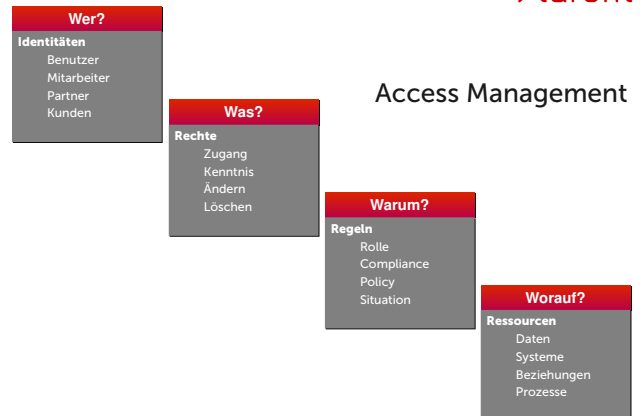 Wer?
Identitäten
Benutzer
Mitarbeiter
Partner
Kunden
Access Management
Was?
Rechte
Zugang
Kenntnis
Ändern
Löschen
Warum?
Regeln
Rolle
Compliance
Policy
Situation
Worauf?
Ressourcen
Daten
Systeme
Beziehungen
Prozesse